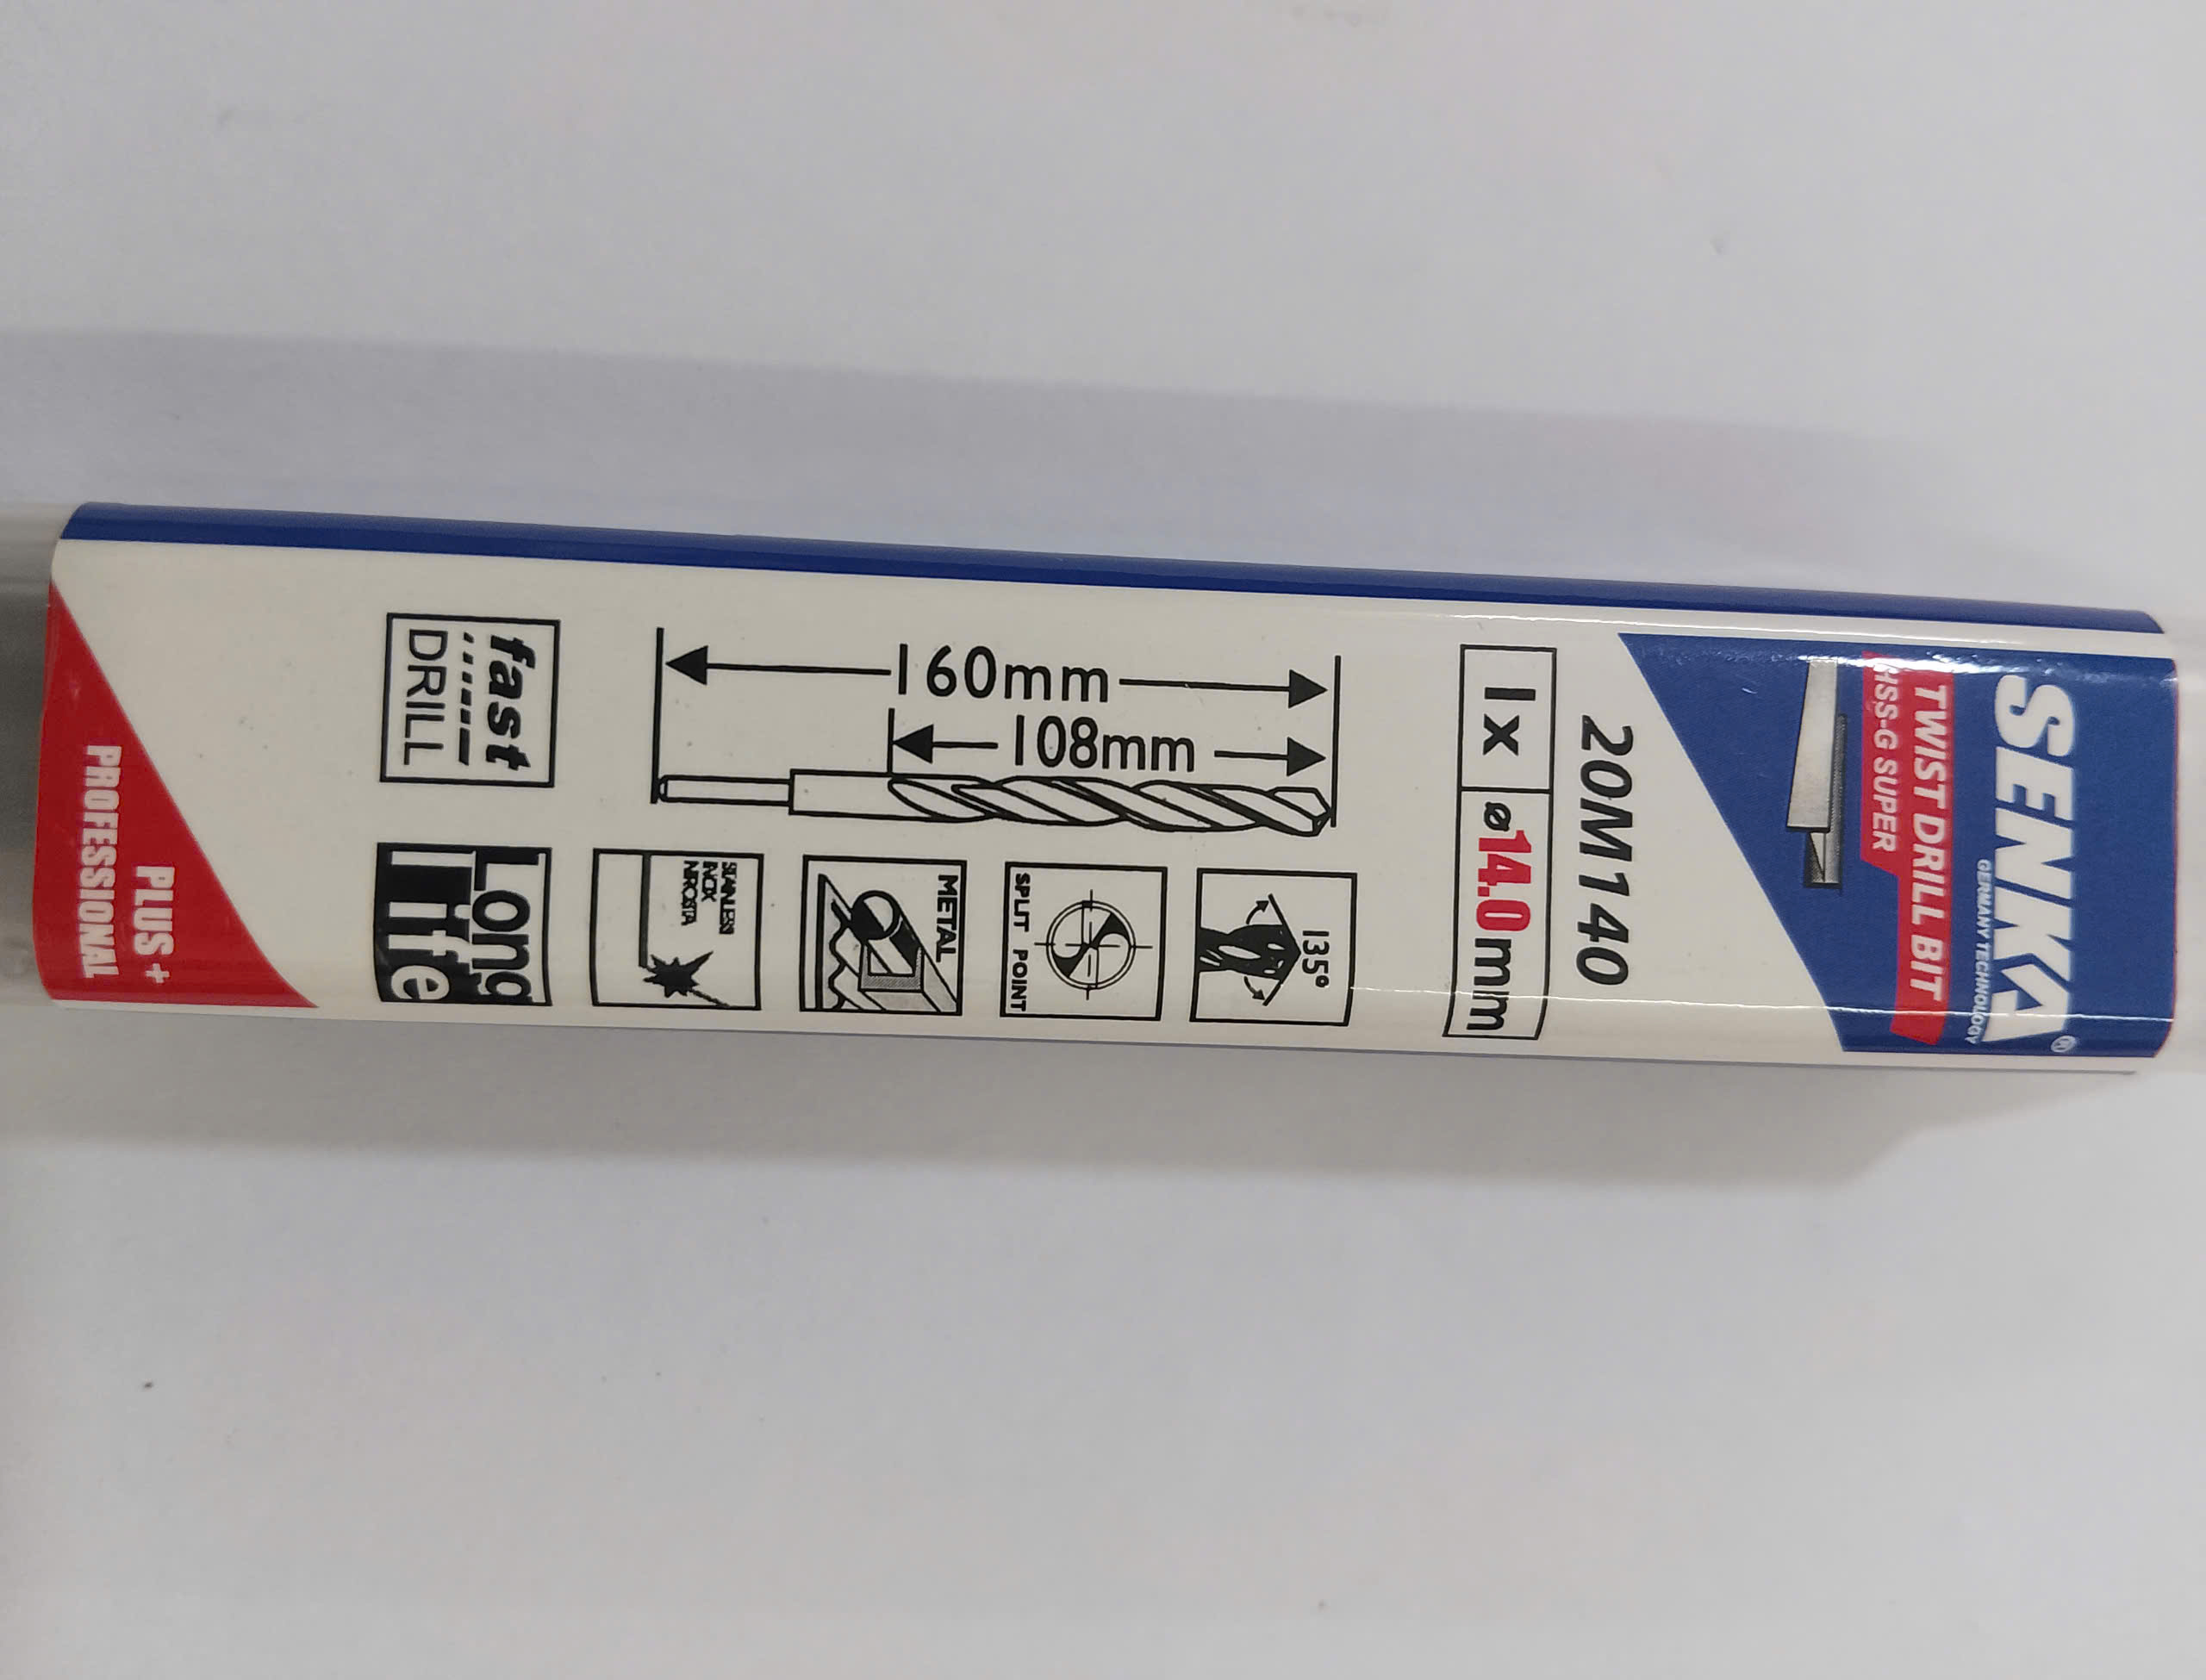 SENKA®
GERMANY TECHNOLOGY
TWIST DRILL BIT
HSS-G SUPER
20M140
1x ø14.0mm
160mm
108mm
135°
SPLIT POINT
METAL
STAINLESS
INOX
NIROSTA
fast
DRILL
Long
life
PLUS+
PROFESSIONAL